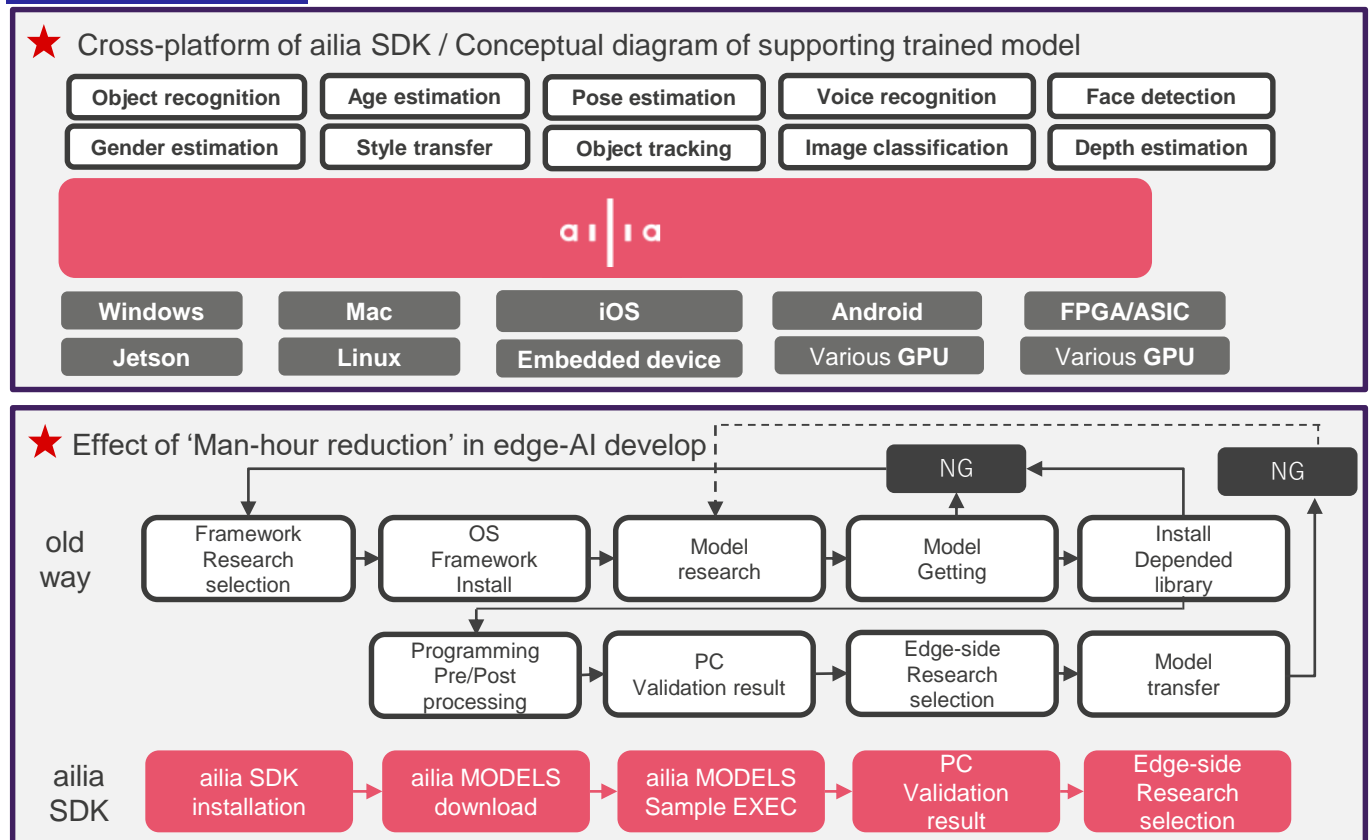 Cross-platform of ailia SDK / Conceptual diagram of supporting trained model
Object recognition
Age estimation
Pose estimation
Voice recognition
Face detection
Gender estimation
Style transfer
Object tracking
Image classification
Depth estimation
ailia
Windows
Mac
iOS
Android
FPGA/ASIC
Jetson
Linux
Embedded device
Various GPU
Various GPU
Effect of ‘Man-hour reduction’ in edge-AI develop
NG
NG
old
way
Framework
Research
selection
OS
Framework
Install
Model
research
Model
Getting
Install
Depended
library
Programming
Pre/Post
processing
PC
Validation result
Edge-side
Research
selection
Model
transfer
ailia
SDK
ailia SDK
installation
ailia MODELS
download
ailia MODELS
Sample EXEC
PC
Validation
result
Edge-side
Research
selection